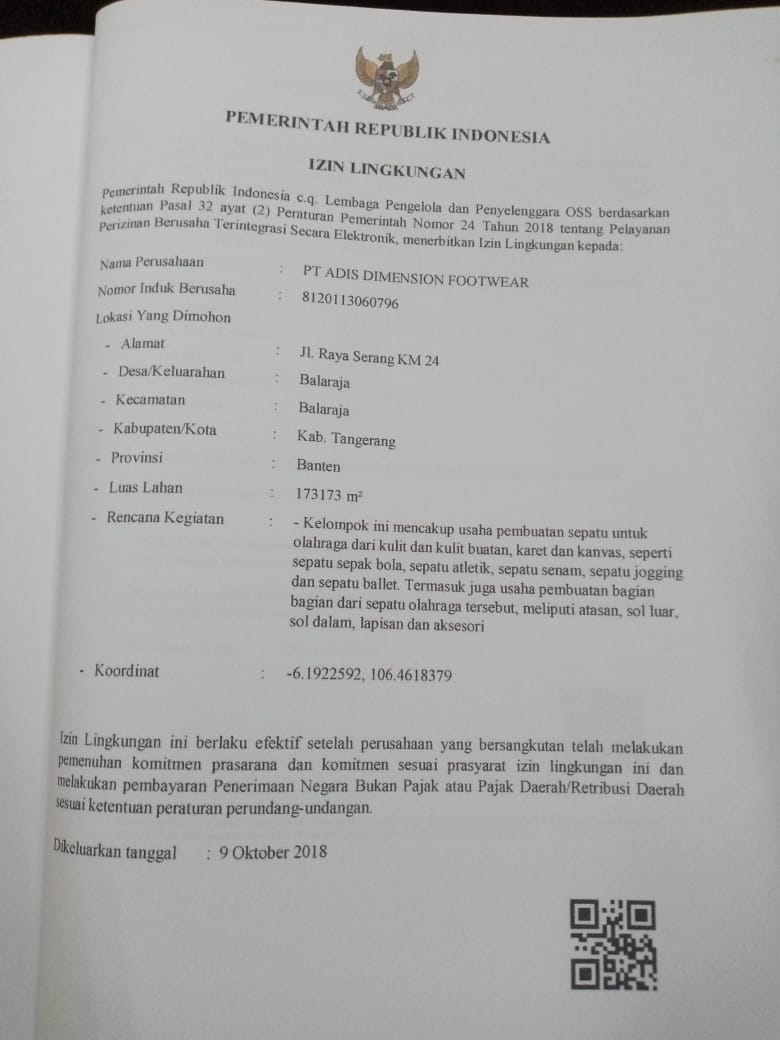 PEMERINTAH REPUBLIK INDONESIA
IZIN LINGKUNGAN
Pemerintah Republik Indonesia c.q. Lembaga Pengelola dan Penyelenggara OSS berdasarkan
ketentuan Pasal 32 ayat (2) Peraturan Pemerintah Nomor 24 Tahun 2018 tentang Pelayanan
Perizinan Berusaha Terintegrasi Secara Elektronik, menerbitkan Izin Lingkungan kepada:
Nama Perusahaan : PT ADIS DIMENSION FOOTWEAR
Nomor Induk Berusaha : 8120113060796
Lokasi Yang Dimohon
- Alamat : Jl. Raya Serang KM 24
- Desa/Keluarahan : Balaraja
- Kecamatan : Balaraja
- Kabupaten/Kota : Kab. Tangerang
- Provinsi : Banten
- Luas Lahan : 173173 m²
- Rencana Kegiatan : - Kelompok ini mencakup usaha pembuatan sepatu untuk
olahraga dari kulit dan kulit buatan, karet dan kanvas, seperti
sepatu sepak bola, sepatu atletik, sepatu senam, sepatu jogging
dan sepatu ballet. Termasuk juga usaha pembuatan bagian
bagian dari sepatu olahraga tersebut, meliputi atasan, sol luar,
sol dalam, lapisan dan aksesori
- Koordinat : -6.1922592, 106.4618379
Izin Lingkungan ini berlaku efektif setelah perusahaan yang bersangkutan telah melakukan
pemenuhan komitmen prasarana dan komitmen sesuai prasyarat izin lingkungan ini dan
melakukan pembayaran Penerimaan Negara Bukan Pajak atau Pajak Daerah/Retribusi Daerah
sesuai ketentuan peraturan perundang-undangan.
Dikeluarkan tanggal : 9 Oktober 2018